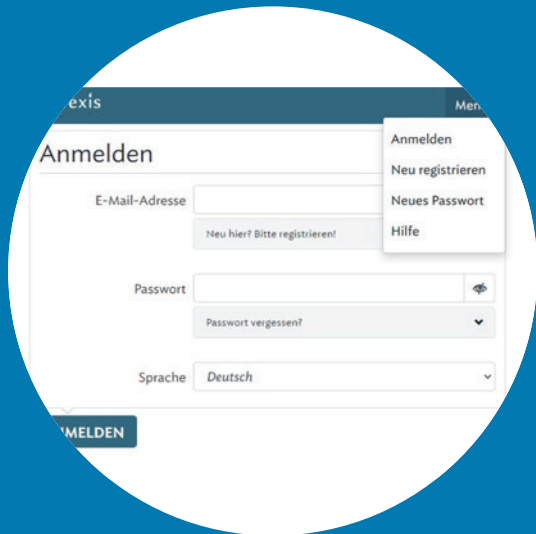 exis
Men
Anmelden
Anmelden
Neu registrieren
Neues Passwort
Hilfe
E-Mail-Adresse
Neu hier? Bitte registrieren!
Passwort
Passwort vergessen?
Sprache
Deutsch
MELDEN